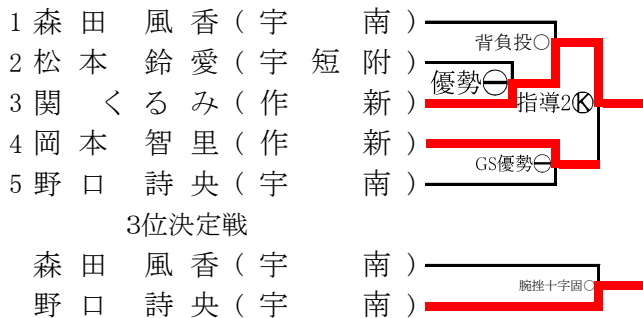 1 森田 風香(宇 南)
背負投○
2 松本 鈴愛(宇短附)
優勢㊀
3 関 くるみ(作 新)
指導2Ⓚ
4 岡本 智里(作 新)
GS優勢㊀
5 野口 詩央(宇 南)
3位決定戦
森田 風香(宇 南)
腕挫十字固○
野口 詩央(宇 南)